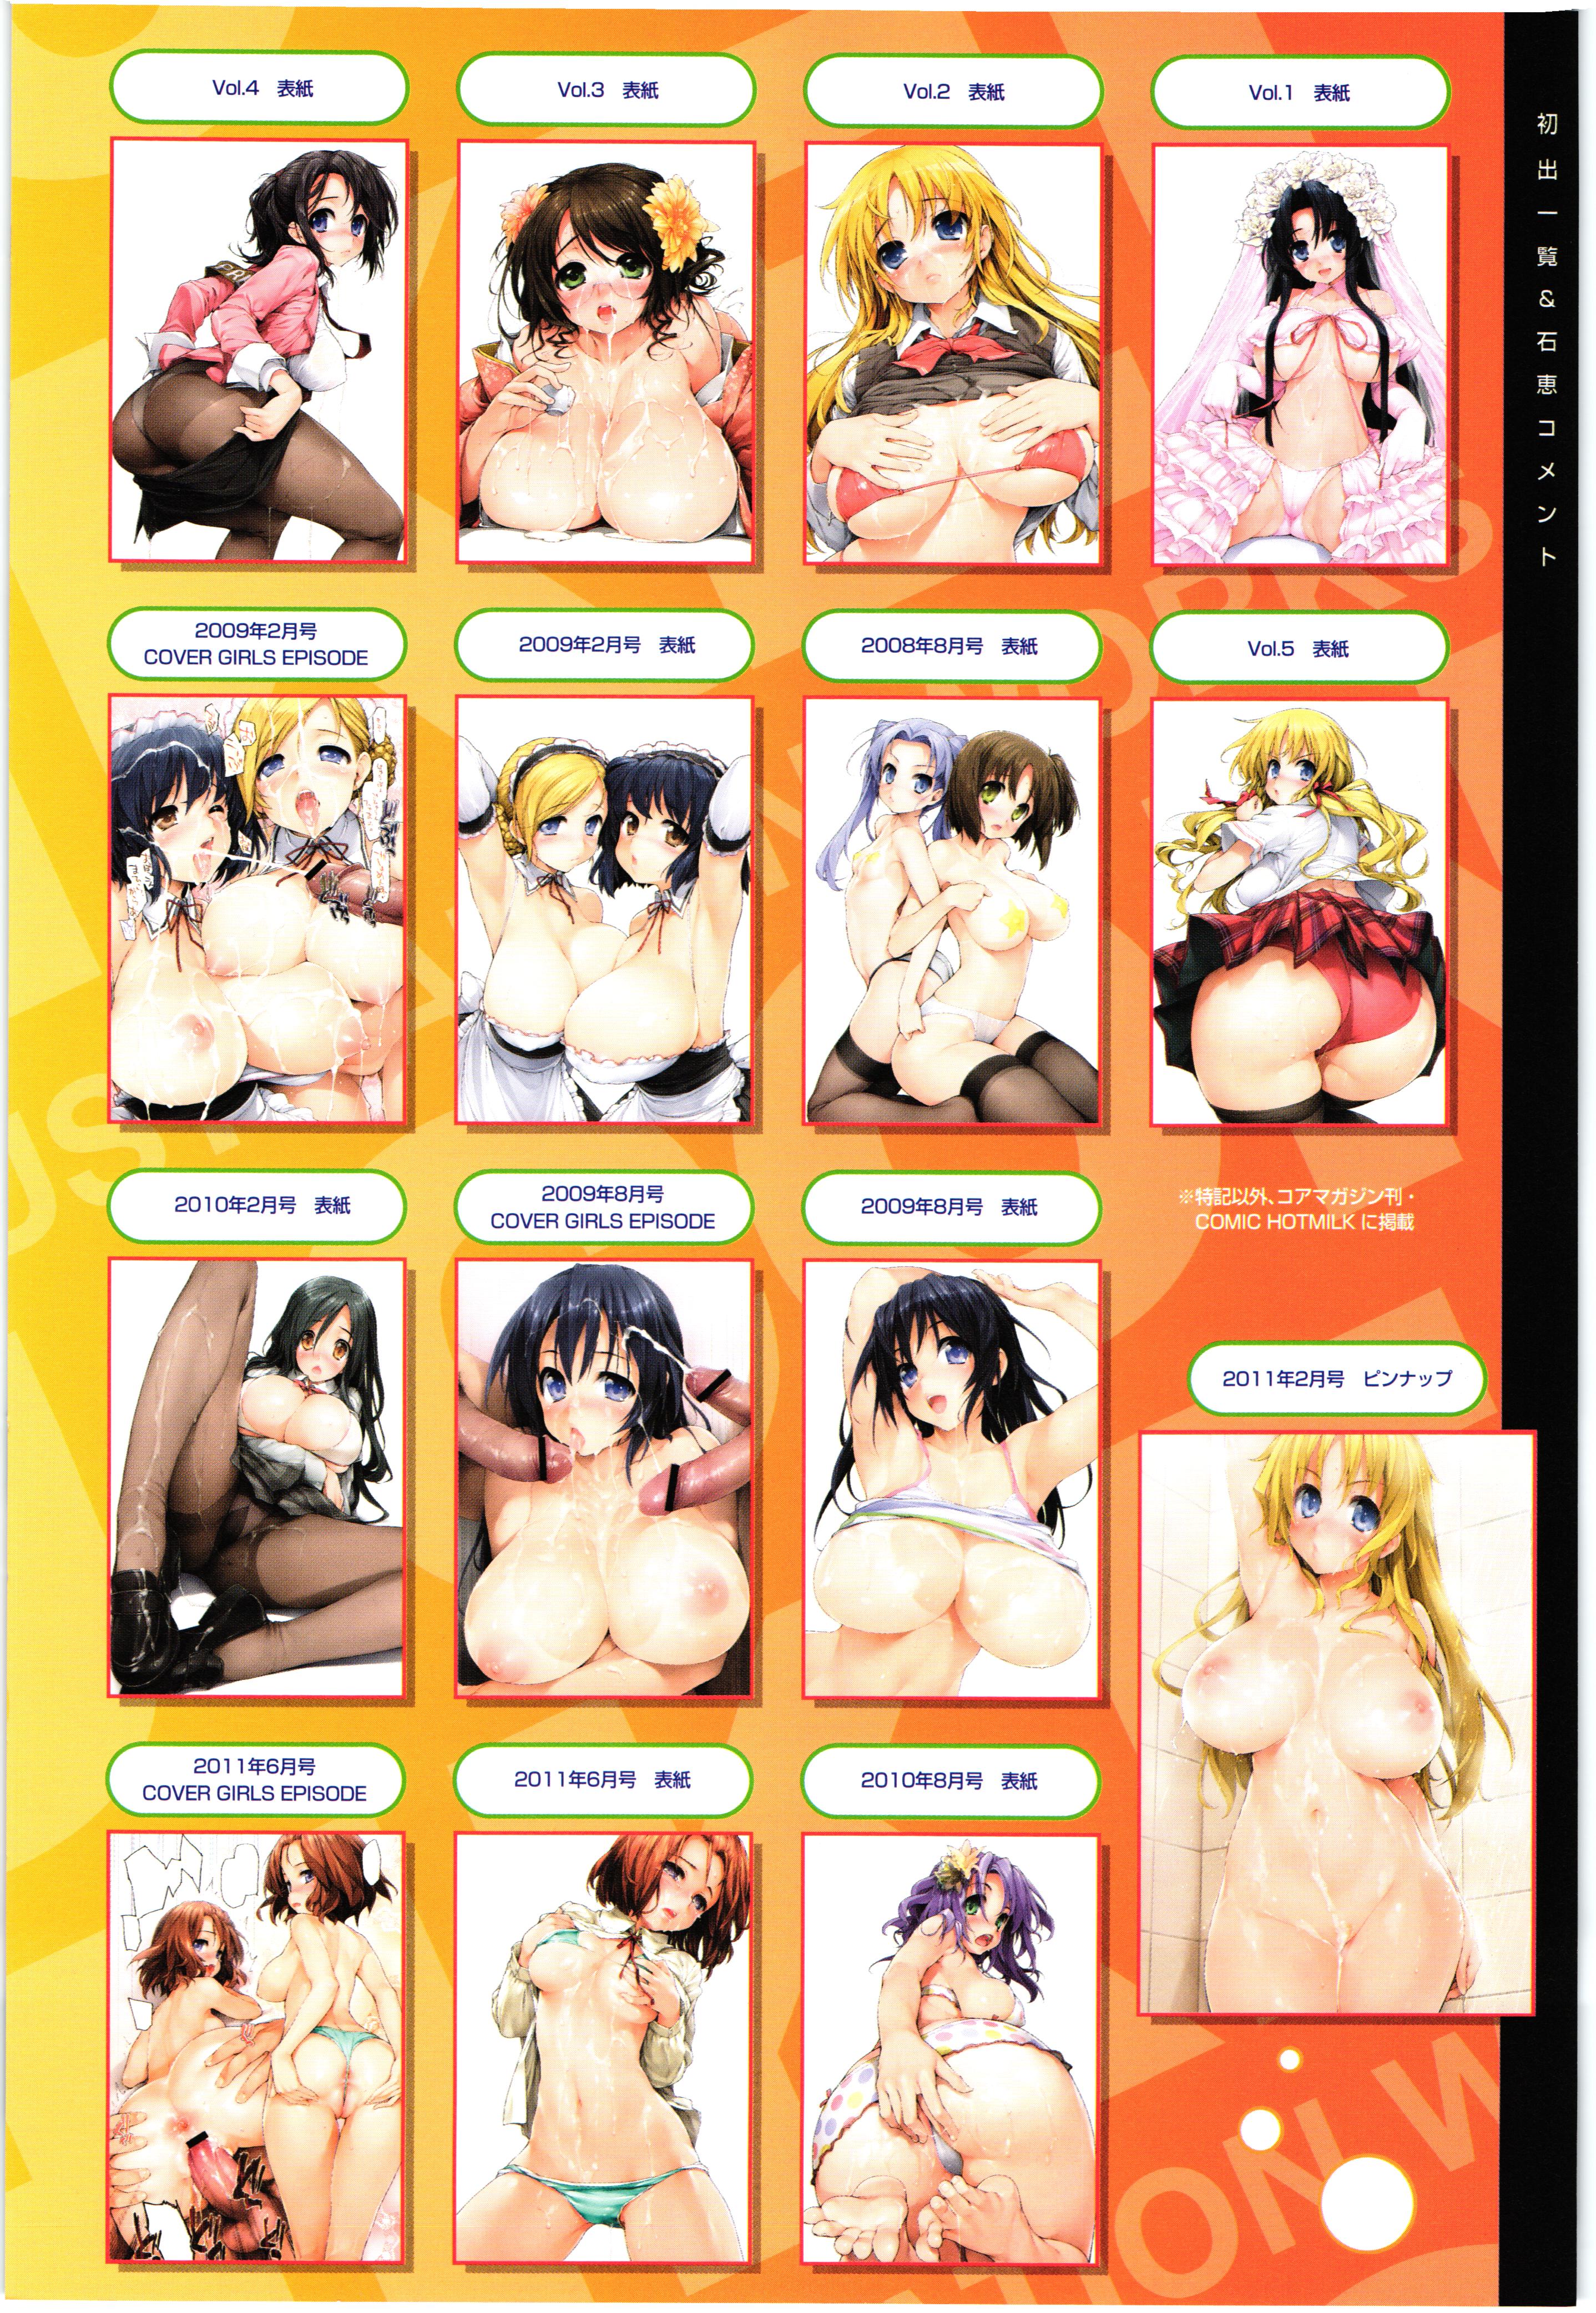 初出一覧&石恵コメント
Vol.1 表紙
Vol.2 表紙
Vol.3 表紙
Vol.4 表紙
Vol.5 表紙
2008年8月号 表紙
2009年2月号 表紙
2009年2月号
COVER GIRLS EPISODE
※特記以外、コアマガジン刊・
COMIC HOTMILK に掲載
2009年8月号 表紙
2009年8月号
COVER GIRLS EPISODE
2010年2月号 表紙
2011年2月号 ピンナップ
2010年8月号 表紙
2011年6月号 表紙
2011年6月号
COVER GIRLS EPISODE